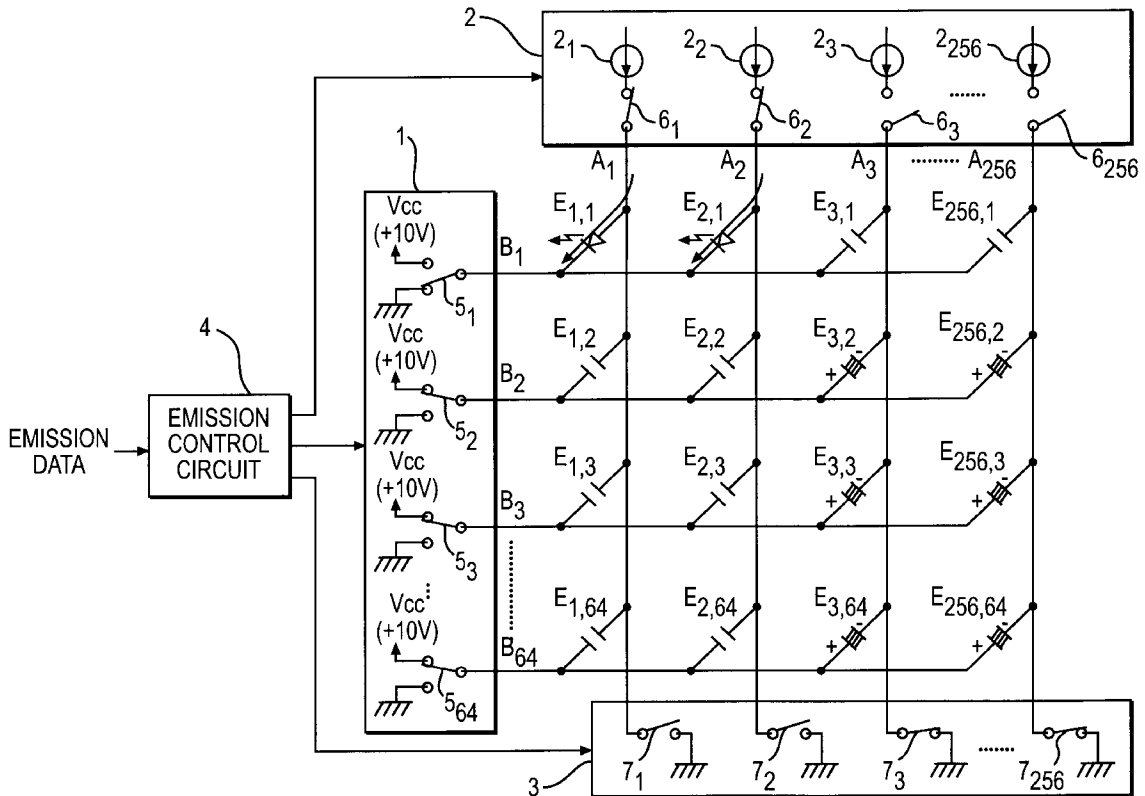 2
2₁ 2₂ 2₃ 2₂₅₆
........
6₁ 6₂ 6₃ 6₂₅₆
1
A₁ A₂ A₃ ......... A₂₅₆
Vcc
(+10V)
B₁
E₁,₁ E₂,₁ E₃,₁ E₂₅₆,₁
5₁
4
Vcc
(+10V)
B₂
E₁,₂ E₂,₂ E₃,₂ E₂₅₆,₂
+ - + -
5₂
EMISSION
DATA
EMISSION
CONTROL
CIRCUIT
Vcc
(+10V)
B₃
E₁,₃ E₂,₃ E₃,₃ E₂₅₆,₃
+ - + -
5₃
Vcc
(+10V)
B₆₄
E₁,₆₄ E₂,₆₄ E₃,₆₄ E₂₅₆,₆₄
+ - + -
5₆₄
3
7₁ 7₂ 7₃ ........ 7₂₅₆